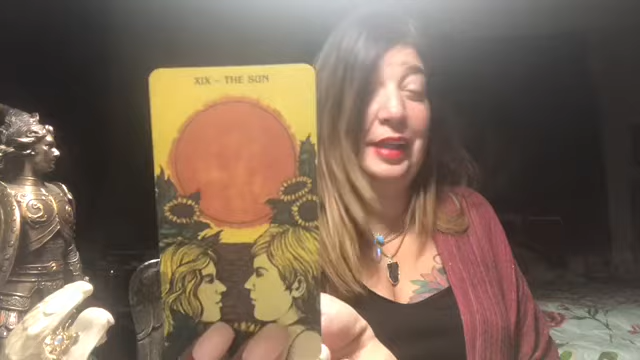 XIX – THE SUN